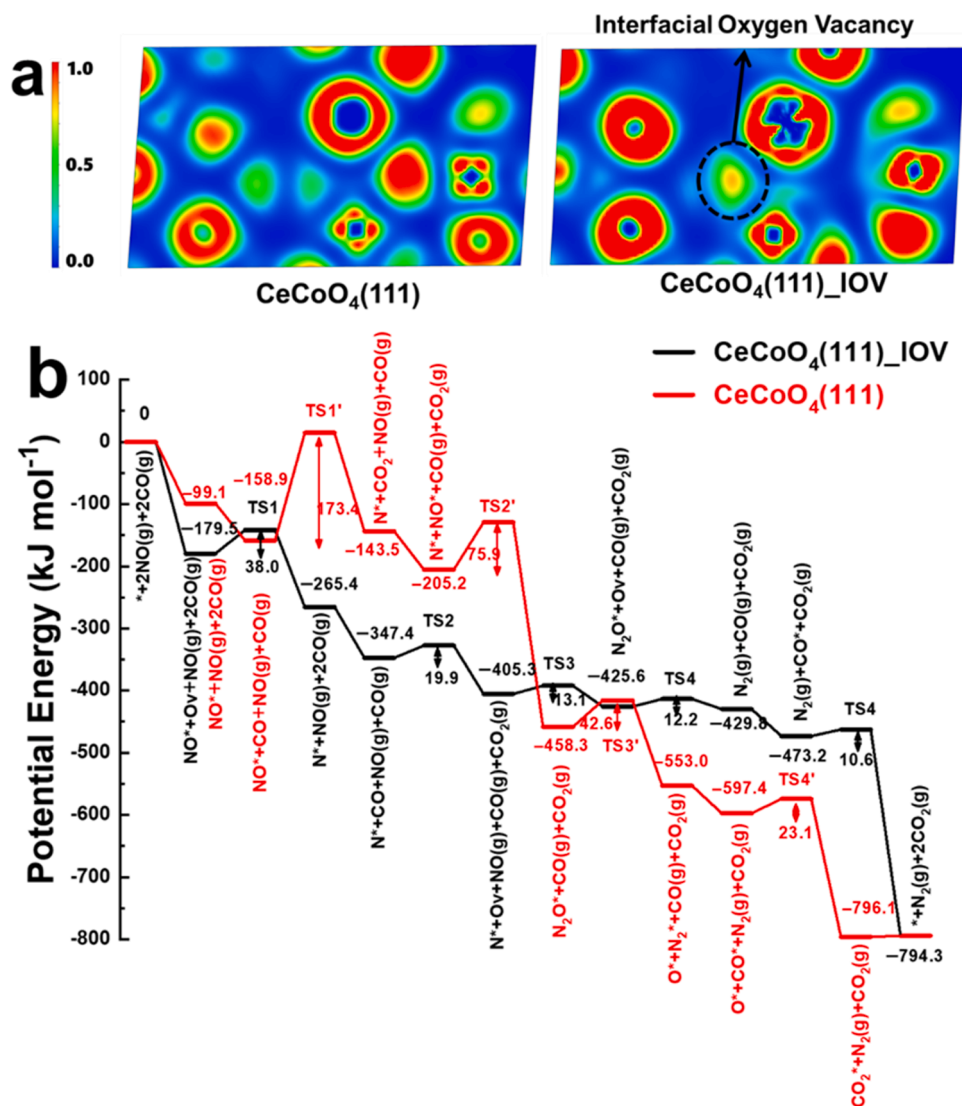 a
Interfacial Oxygen Vacancy
1.0
0.5
0.0
CeCoO₄(111)
CeCoO₄(111)_IOV
b
CeCoO₄(111)_IOV
CeCoO₄(111)
Potential Energy (kJ mol⁻¹)
100
0
-100
-200
-300
-400
-500
-600
-700
-800
0
*+2NO(g)+2CO(g)
−99.1
−179.5
NO*+Ov+NO(g)+2CO(g)
NO*+NO(g)+2CO(g)
−158.9
NO*+CO+NO(g)+CO(g)
TS1
38.0
TS1'
173.4
−265.4
N*+NO(g)+2CO(g)
N*+CO₂+NO(g)+CO(g)
−143.5
−347.4
N*+CO+NO(g)+CO(g)
N*+NO*+CO(g)+CO₂(g)
−205.2
TS2
19.9
TS2'
75.9
−405.3
N*+Ov+NO(g)+CO(g)+CO₂(g)
TS3
13.1
−458.3
N₂O*+CO(g)+CO₂(g)
N₂O*+Ov+CO(g)+CO₂(g)
−425.6
42.6
TS3'
TS4
12.2
−553.0
O*+N₂*+CO(g)+CO₂(g)
N₂(g)+CO(g)+CO₂(g)
−429.8
−597.4
O*+CO*+N₂(g)+CO₂(g)
N₂(g)+CO*+CO₂(g)
−473.2
TS4'
23.1
TS4
10.6
−796.1
CO₂*+N₂(g)+CO₂(g)
*+N₂(g)+2CO₂(g)
−794.3